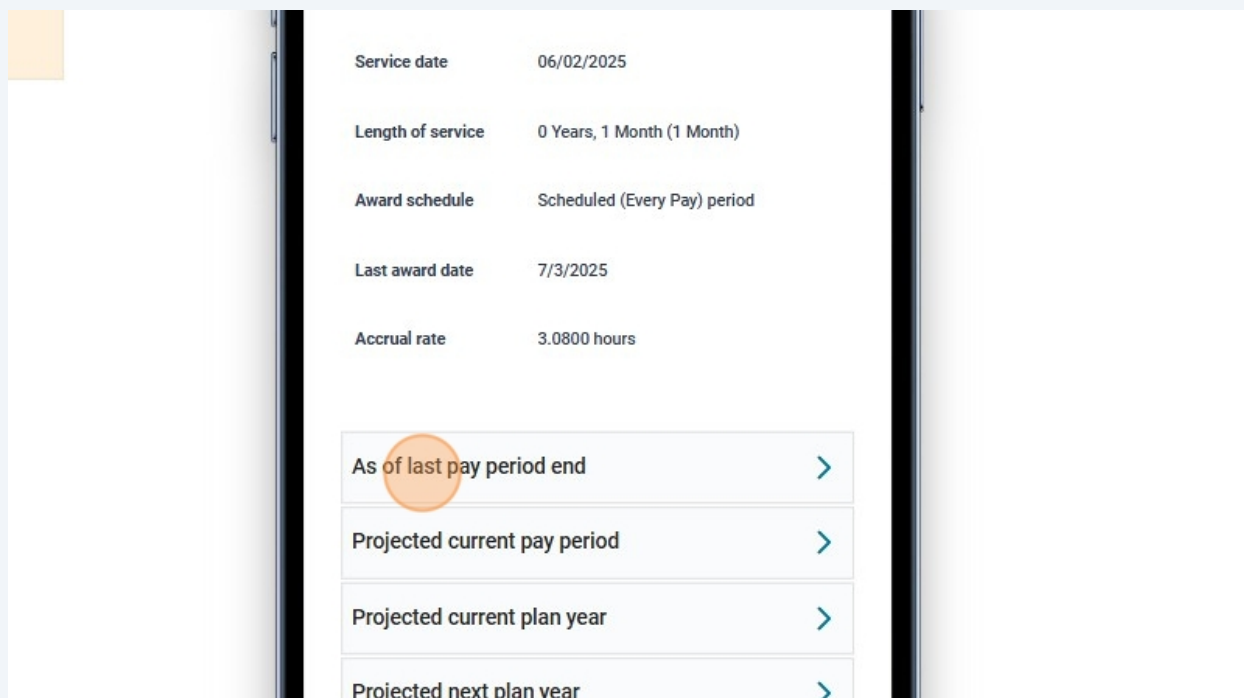 Service date 06/02/2025
Length of service 0 Years, 1 Month (1 Month)
Award schedule Scheduled (Every Pay) period
Last award date 7/3/2025
Accrual rate 3.0800 hours
As of last pay period end
Projected current pay period
Projected current plan year
Projected next plan year